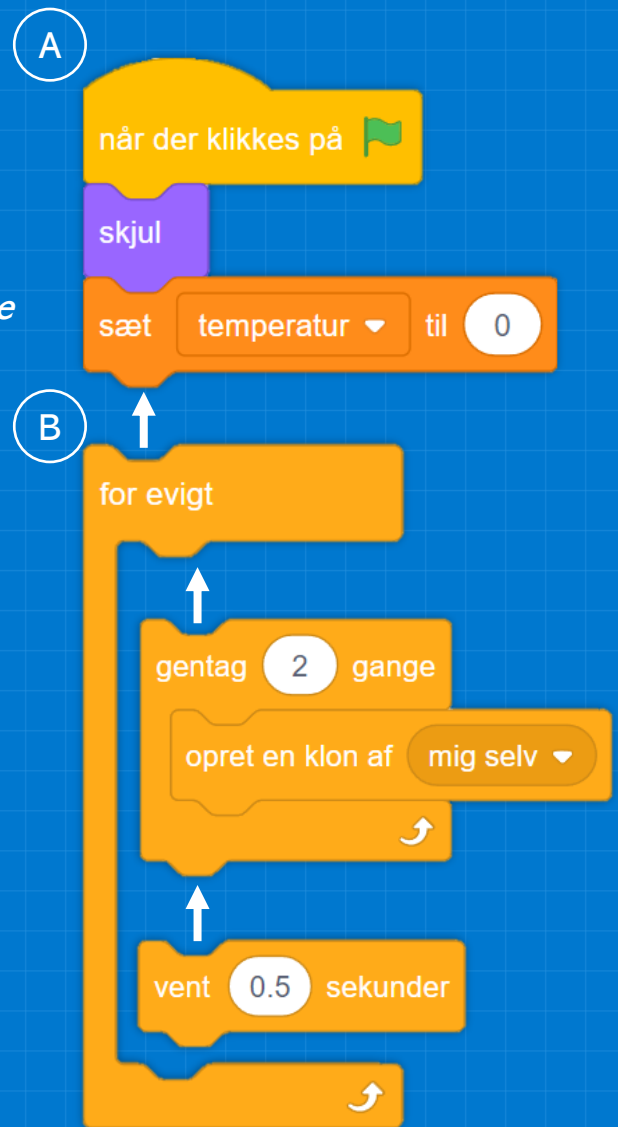 A
når der klikkes på
skjul
e
sæt temperatur til 0
B
for evigt
gentag 2 gange
opret en klon af mig selv
vent 0.5 sekunder